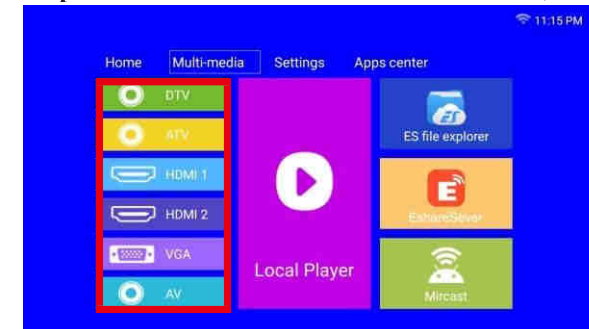 11:15 PM
Home Multi-media Settings Apps center
DTV
ATV
HDMI 1
HDMI 2
VGA
AV
Local Player
ES file explorer
EshareSever
Mircast